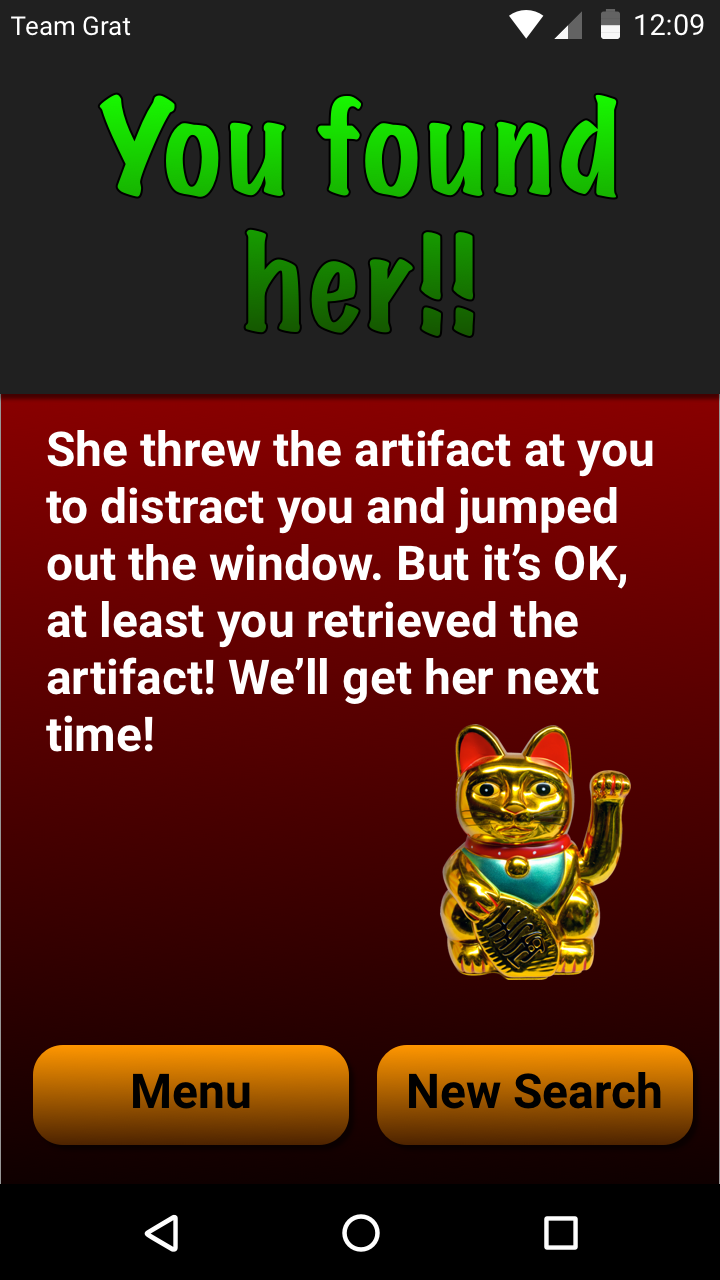 Team Grat 12:09
You found
her!!
She threw the artifact at you
to distract you and jumped
out the window. But it’s OK,
at least you retrieved the
artifact! We’ll get her next
time!
Menu New Search